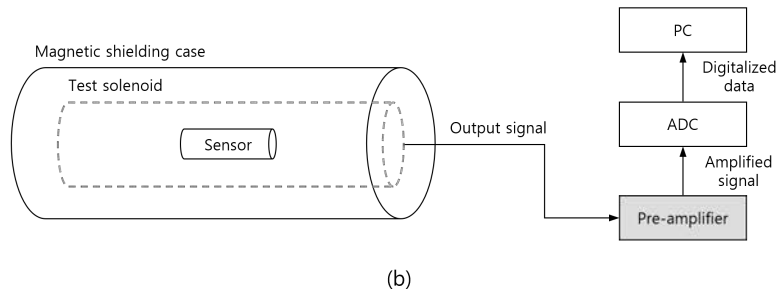 Magnetic shielding case
Test solenoid
Sensor
Output signal
PC
Digitalized
data
ADC
Amplified
signal
Pre-amplifier
(b)